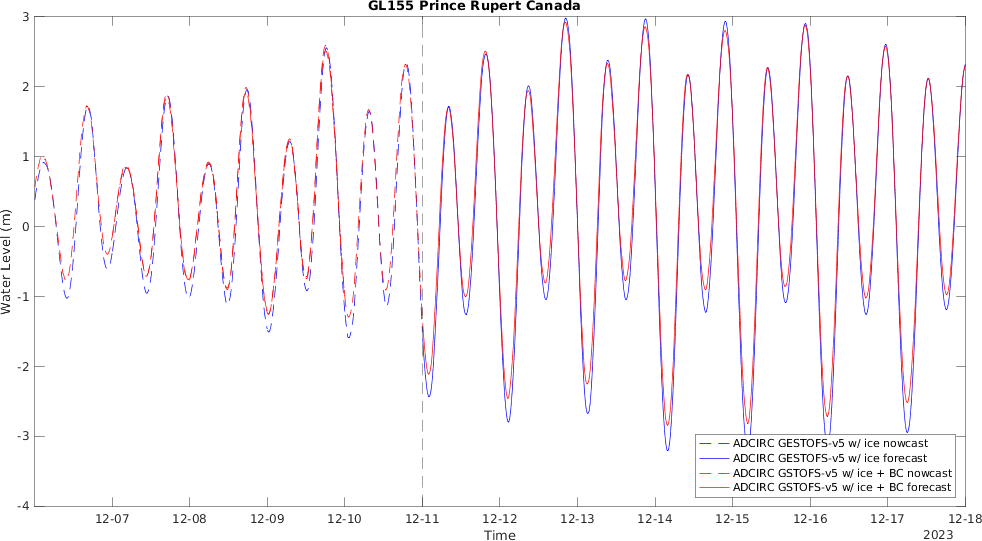 GL155 Prince Rupert Canada
3
2
1
0
-1
-2
-3
-4
Water Level (m)
ADCIRC GESTOFS-v5 w/ ice nowcast
ADCIRC GESTOFS-v5 w/ ice forecast
ADCIRC GSTOFS-v5 w/ ice + BC nowcast
ADCIRC GSTOFS-v5 w/ ice + BC forecast
12-07 12-08 12-09 12-10 12-11 12-12 12-13 12-14 12-15 12-16 12-17 12-18
Time
2023